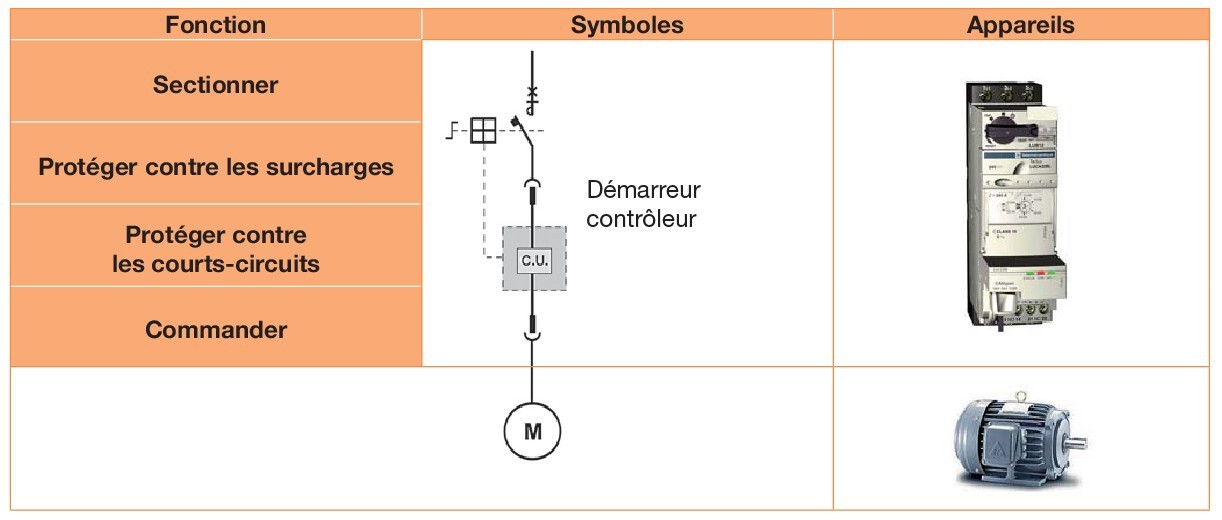 Fonction
Symboles
Appareils
Sectionner
Protéger contre les surcharges
Protéger contre
les courts-circuits
Commander
Démarreur
contrôleur
C.U.
M